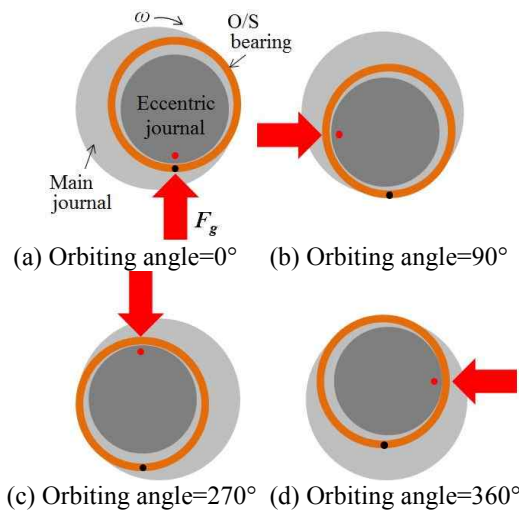 ω
O/S
bearing
Eccentric
journal
Main
journal
F_g
(a) Orbiting angle=0°
(b) Orbiting angle=90°
(c) Orbiting angle=270°
(d) Orbiting angle=360°